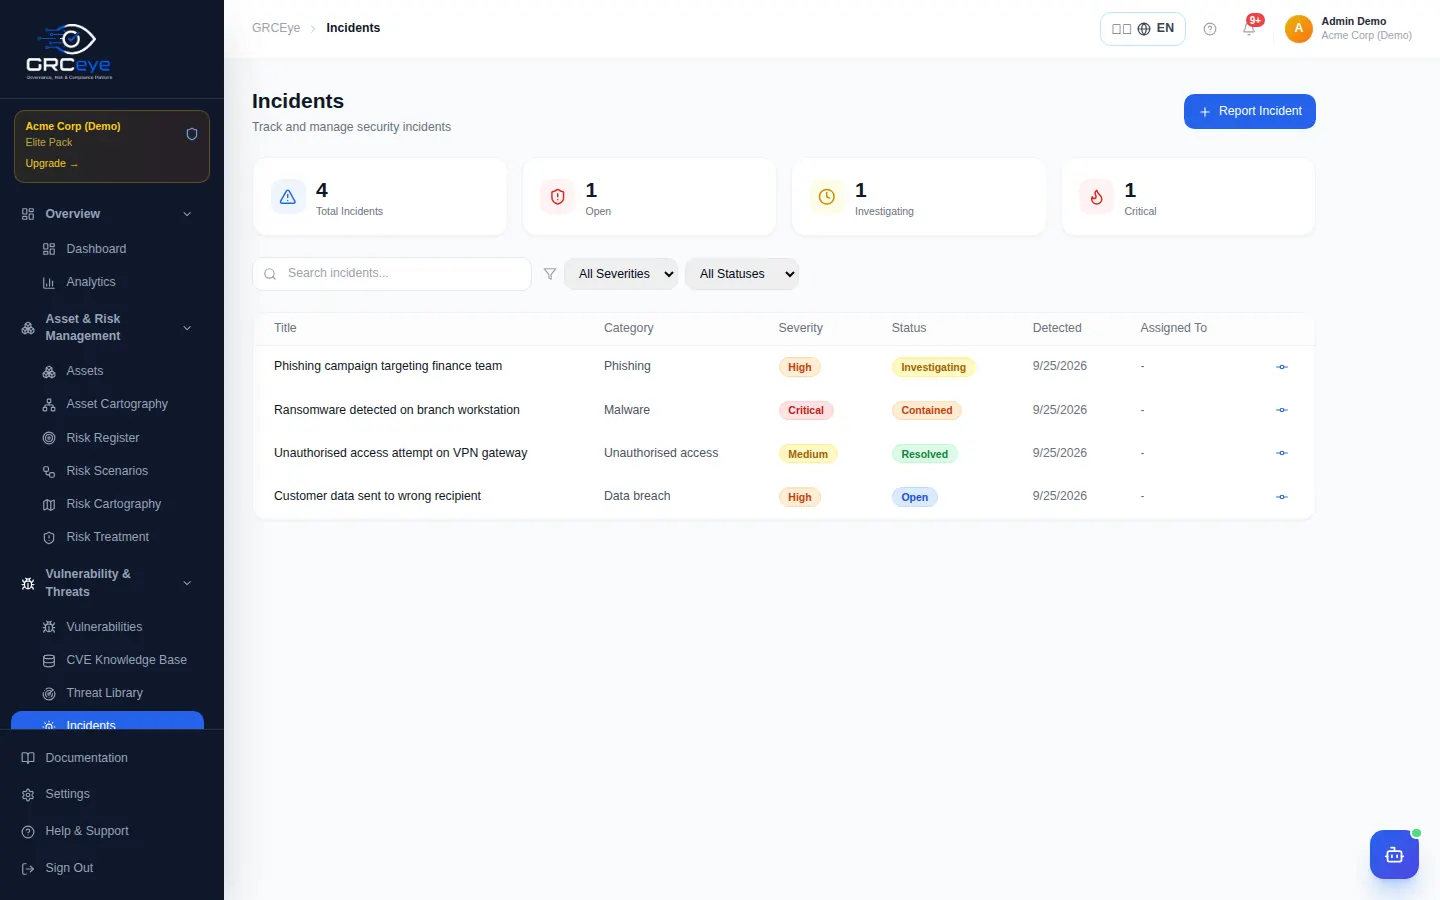 GRCeye
Governance, Risk & Compliance Platform
Acme Corp (Demo)
Elite Pack
Upgrade →
Overview
Dashboard
Analytics
Asset & Risk
Management
Assets
Asset Cartography
Risk Register
Risk Scenarios
Risk Cartography
Risk Treatment
Vulnerability &
Threats
Vulnerabilities
CVE Knowledge Base
Threat Library
Incidents
Documentation
Settings
Help & Support
Sign Out
GRCEye > Incidents
EN
9+
A
Admin Demo
Acme Corp (Demo)
Incidents
Track and manage security incidents
+ Report Incident
4
Total Incidents
1
Open
1
Investigating
1
Critical
Search incidents...
All Severities
All Statuses
Title Category Severity Status Detected Assigned To
Phishing campaign targeting finance team Phishing High Investigating 9/25/2026 -
Ransomware detected on branch workstation Malware Critical Contained 9/25/2026 -
Unauthorised access attempt on VPN gateway Unauthorised access Medium Resolved 9/25/2026 -
Customer data sent to wrong recipient Data breach High Open 9/25/2026 -